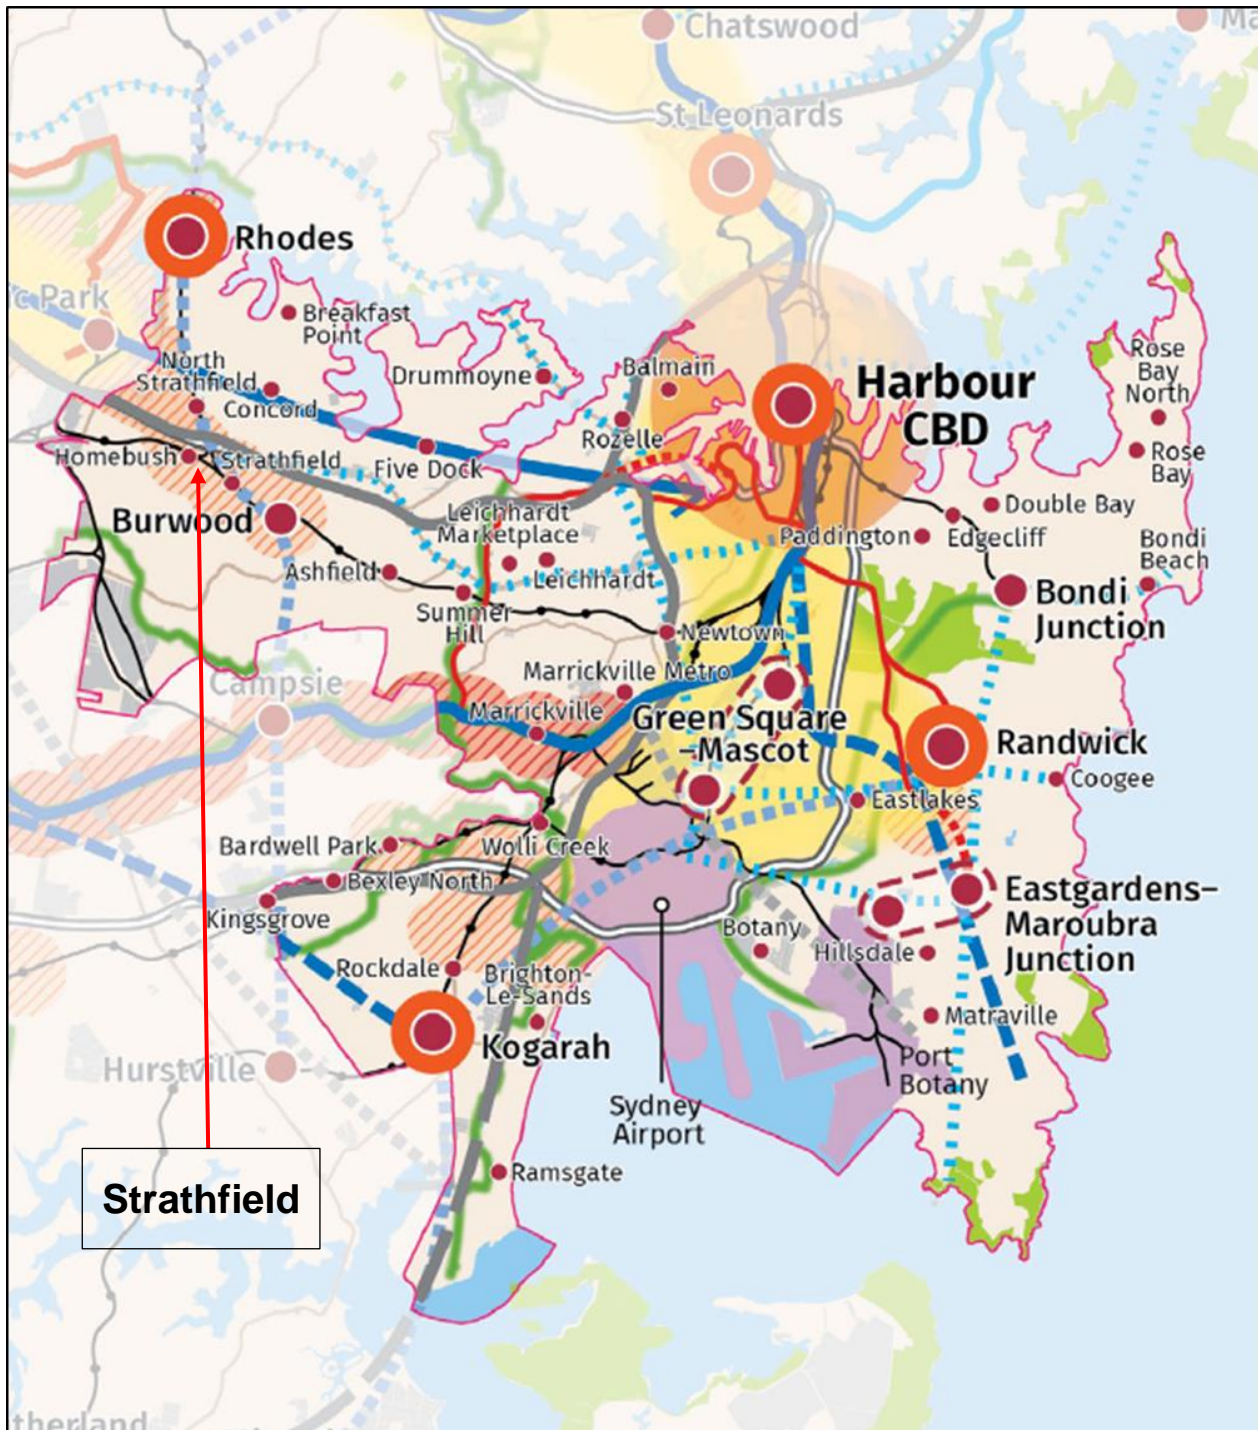 Chatswood
Ma
St Leonards
Rhodes
ic Park
Breakfast
Point
North
Strathfield
Concord
Drummoyne
Balmain
Harbour
CBD
Rose
Bay
North
Rozelle
Homebush
Strathfield
Five Dock
Rose
Bay
Burwood
Leichhardt
Marketplace
Double Bay
Paddington
Edgecliff
Bondi
Beach
Ashfield
Leichhardt
Bondi
Junction
Summer
Hill
Newtown
Campsie
Marrickville Metro
Marrickville
Green Square
–Mascot
Randwick
Coogee
Eastlakes
Bardwell Park
Wolli Creek
Bexley North
Kingsgrove
Eastgardens–
Maroubra
Junction
Botany
Hillsdale
Rockdale
Brighton-
Le-Sands
Matraville
Kogarah
Hurstville
Port
Botany
Sydney
Airport
Ramsgate
Strathfield
therland